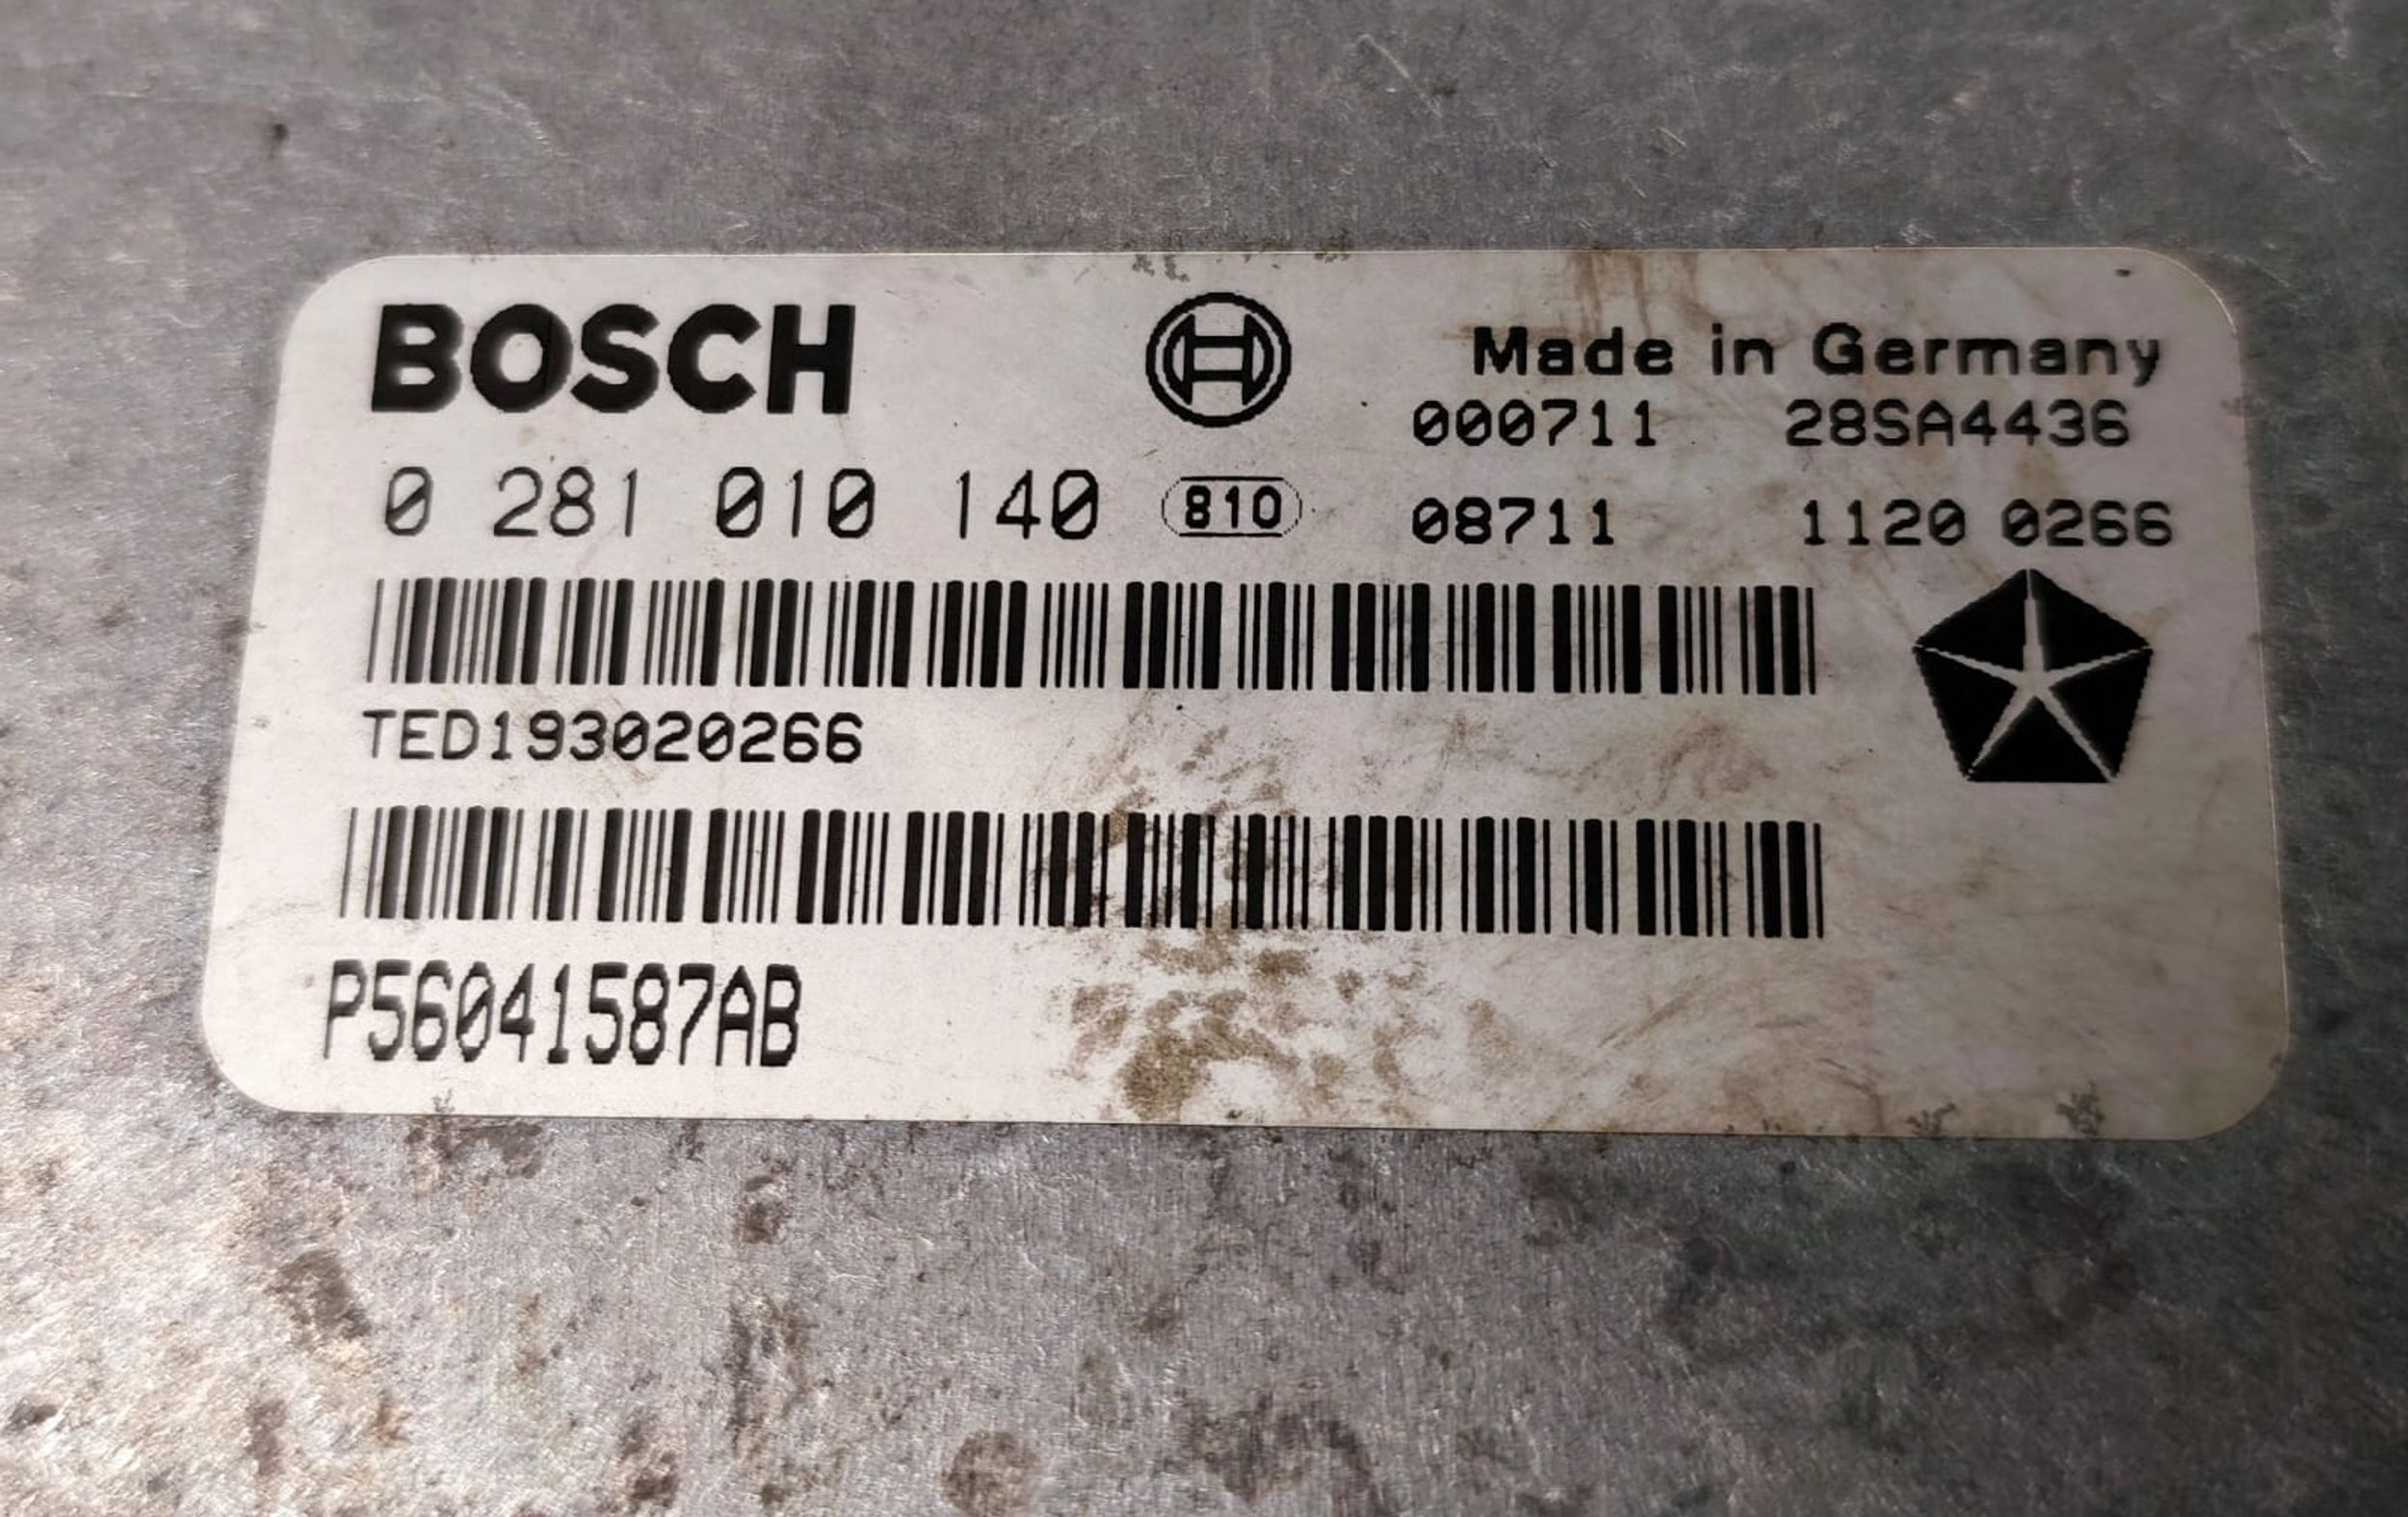 BOSCH Made in Germany
000711 28SA4436
0 281 010 140 810 08711 1120 0266
TED193020266
P56041587AB